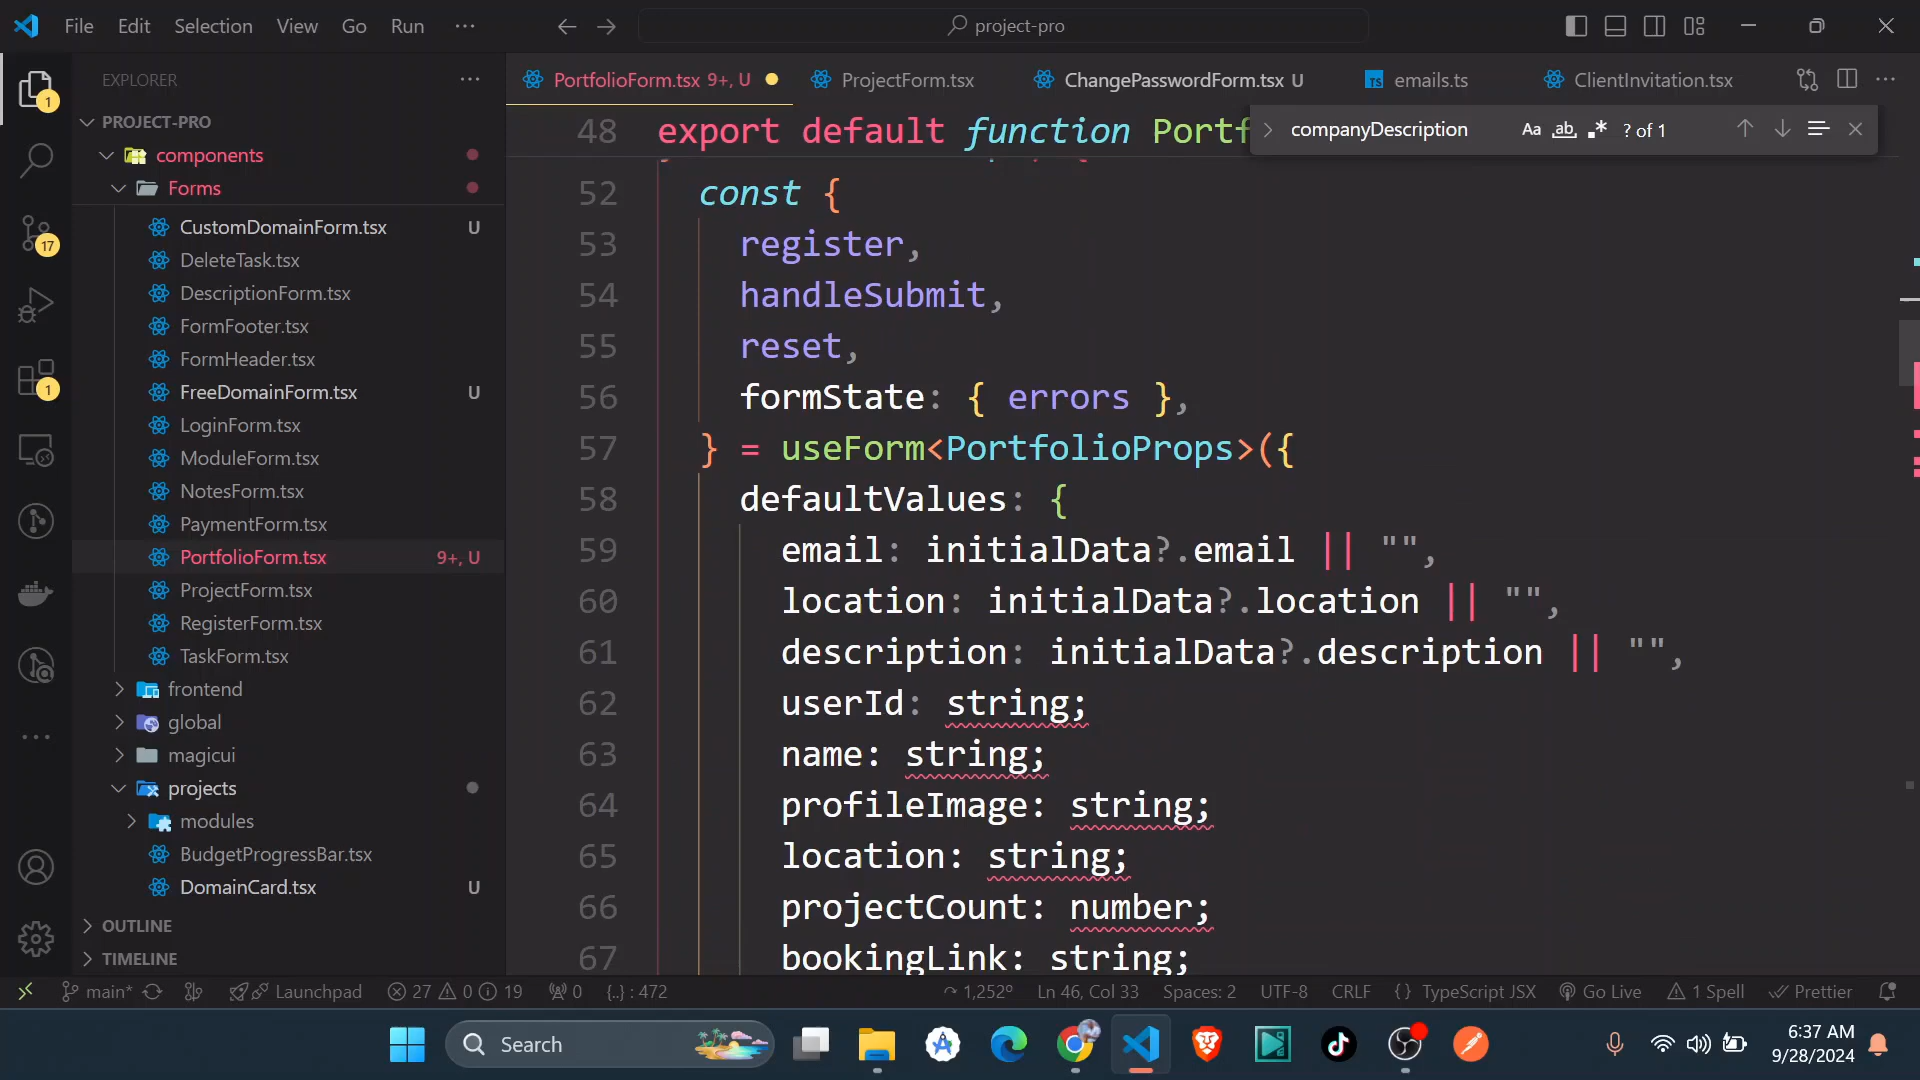 File Edit Selection View Go Run ··· project-pro
EXPLORER ···
PortfolioForm.tsx 9+, U ProjectForm.tsx ChangePasswordForm.tsx U emails.ts ClientInvitation.tsx ···
companyDescription Aa ab ? of 1
PROJECT-PRO
components
Forms
CustomDomainForm.tsx U
DeleteTask.tsx
DescriptionForm.tsx
FormFooter.tsx
FormHeader.tsx
FreeDomainForm.tsx U
LoginForm.tsx
ModuleForm.tsx
NotesForm.tsx
PaymentForm.tsx
PortfolioForm.tsx 9+, U
ProjectForm.tsx
RegisterForm.tsx
TaskForm.tsx
frontend
global
magicui
projects
modules
BudgetProgressBar.tsx
DomainCard.tsx U
OUTLINE
TIMELINE
1
17
1
48 export default function Portf
52 const {
53 register,
54 handleSubmit,
55 reset,
56 formState: { errors },
57 } = useForm<PortfolioProps>({
58 defaultValues: {
59 email: initialData?.email || "",
60 location: initialData?.location || "",
61 description: initialData?.description || "",
62 userId: string;
63 name: string;
64 profileImage: string;
65 location: string;
66 projectCount: number;
67 bookingLink: string;
main* Launchpad 27 0 19 0 {..} : 472 1,252° Ln 46, Col 33 Spaces: 2 UTF-8 CRLF {} TypeScript JSX Go Live 1 Spell Prettier
Search
6:37 AM
9/28/2024